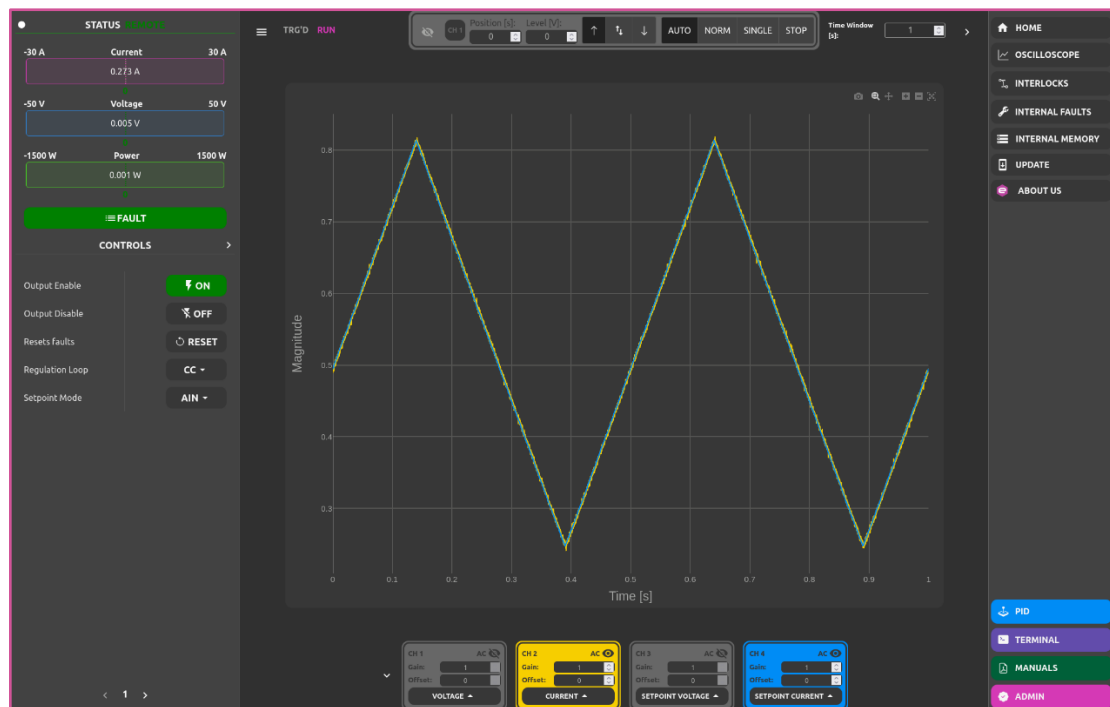 STATUS REMOTE
-30 A Current 30 A
0.273 A
-50 V Voltage 50 V
0.005 V
-1500 W Power 1500 W
0.001 W
FAULT
CONTROLS
Output Enable ON
Output Disable OFF
Resets faults RESET
Regulation Loop CC
Setpoint Mode AIN
1
TRG'D RUN
CH 1
Position [s]: Level [V]:
0 0
AUTO NORM SINGLE STOP
Time Window
[s]:
1
Magnitude
0.8
0.7
0.6
0.5
0.4
0.3
0 0.1 0.2 0.3 0.4 0.5 0.6 0.7 0.8 0.9 1
Time [s]
CH 1 AC
Gain: 1
Offset: 0
VOLTAGE
CH 2 AC
Gain: 1
Offset: 0
CURRENT
CH 3 AC
Gain: 1
Offset: 0
SETPOINT VOLTAGE
CH 4 AC
Gain: 1
Offset: 0
SETPOINT CURRENT
HOME
OSCILLOSCOPE
INTERLOCKS
INTERNAL FAULTS
INTERNAL MEMORY
UPDATE
ABOUT US
PID
TERMINAL
MANUALS
ADMIN